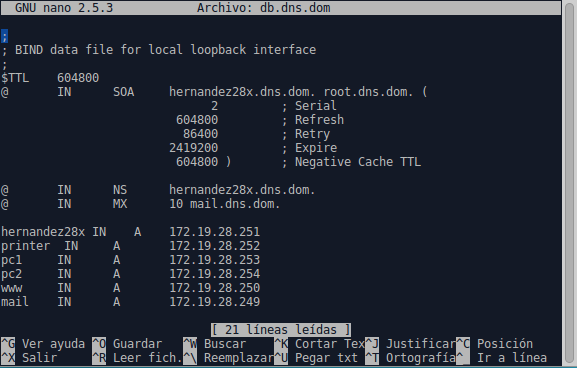 GNU nano 2.5.3 Archivo: db.dns.dom
;
; BIND data file for local loopback interface
;
$TTL 604800
@ IN SOA hernandez28x.dns.dom. root.dns.dom. (
2 ; Serial
604800 ; Refresh
86400 ; Retry
2419200 ; Expire
604800 ) ; Negative Cache TTL
@ IN NS hernandez28x.dns.dom.
@ IN MX 10 mail.dns.dom.
hernandez28x IN A 172.19.28.251
printer IN A 172.19.28.252
pc1 IN A 172.19.28.253
pc2 IN A 172.19.28.254
www IN A 172.19.28.250
mail IN A 172.19.28.249
[ 21 líneas leídas ]
^G Ver ayuda ^O Guardar ^W Buscar ^K Cortar Tex ^J Justificar ^C Posición
^X Salir ^R Leer fich. ^\ Reemplazar ^U Pegar txt ^T Ortografía ^_ Ir a línea